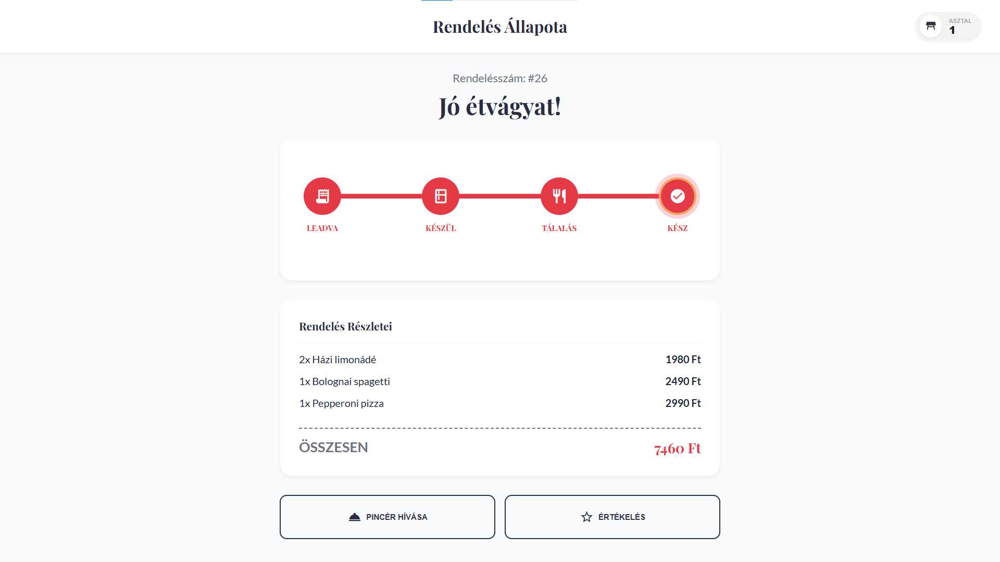 Rendelés Állapota
ASZTAL
1
Rendelésszám: #26
Jó étvágyat!
LEADVA
KÉSZÜL
TÁLALÁS
KÉSZ
Rendelés Részletei
2x Házi limonádé 1980 Ft
1x Bolognai spagetti 2490 Ft
1x Pepperoni pizza 2990 Ft
ÖSSZESEN 7460 Ft
PINCÉR HÍVÁSA
ÉRTÉKELÉS